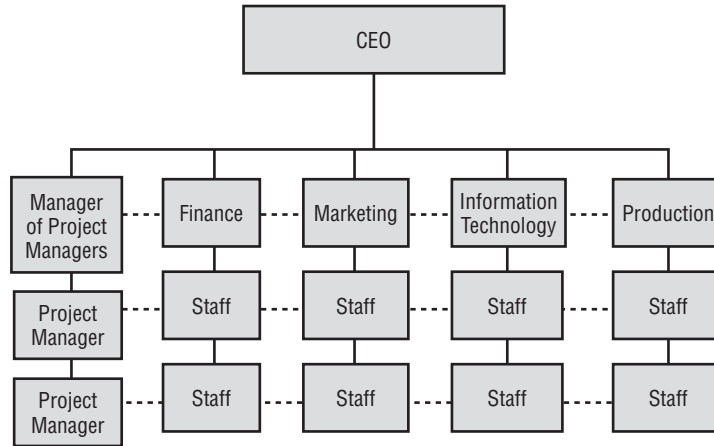 CEO
Manager
of Project
Managers
Finance
Marketing
Information
Technology
Production
Project
Manager
Staff
Staff
Staff
Staff
Project
Manager
Staff
Staff
Staff
Staff